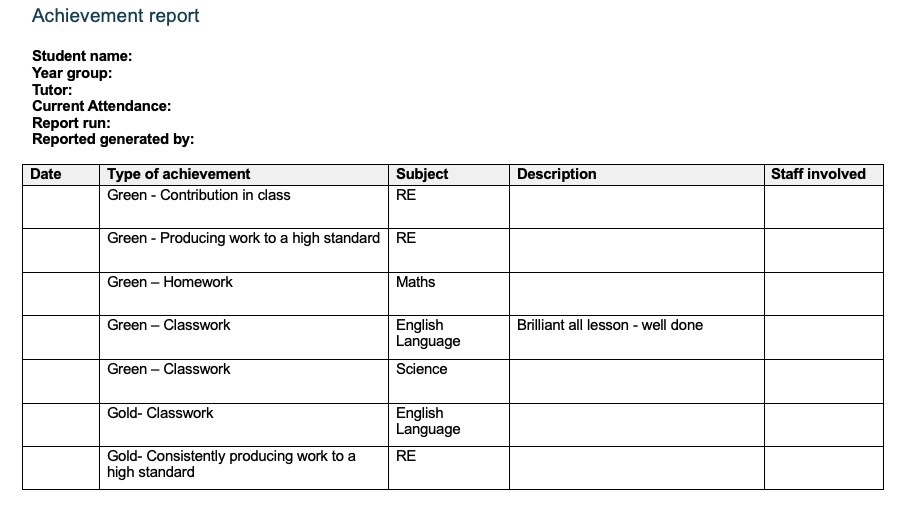 Achievement report
Student name:
Year group:
Tutor:
Current Attendance:
Report run:
Reported generated by:
Date Type of achievement Subject Description Staff involved
Green - Contribution in class RE
Green - Producing work to a high standard RE
Green – Homework Maths
Green – Classwork English Brilliant all lesson - well done
Language
Green – Classwork Science
Gold- Classwork English
Language
Gold- Consistently producing work to a RE
high standard